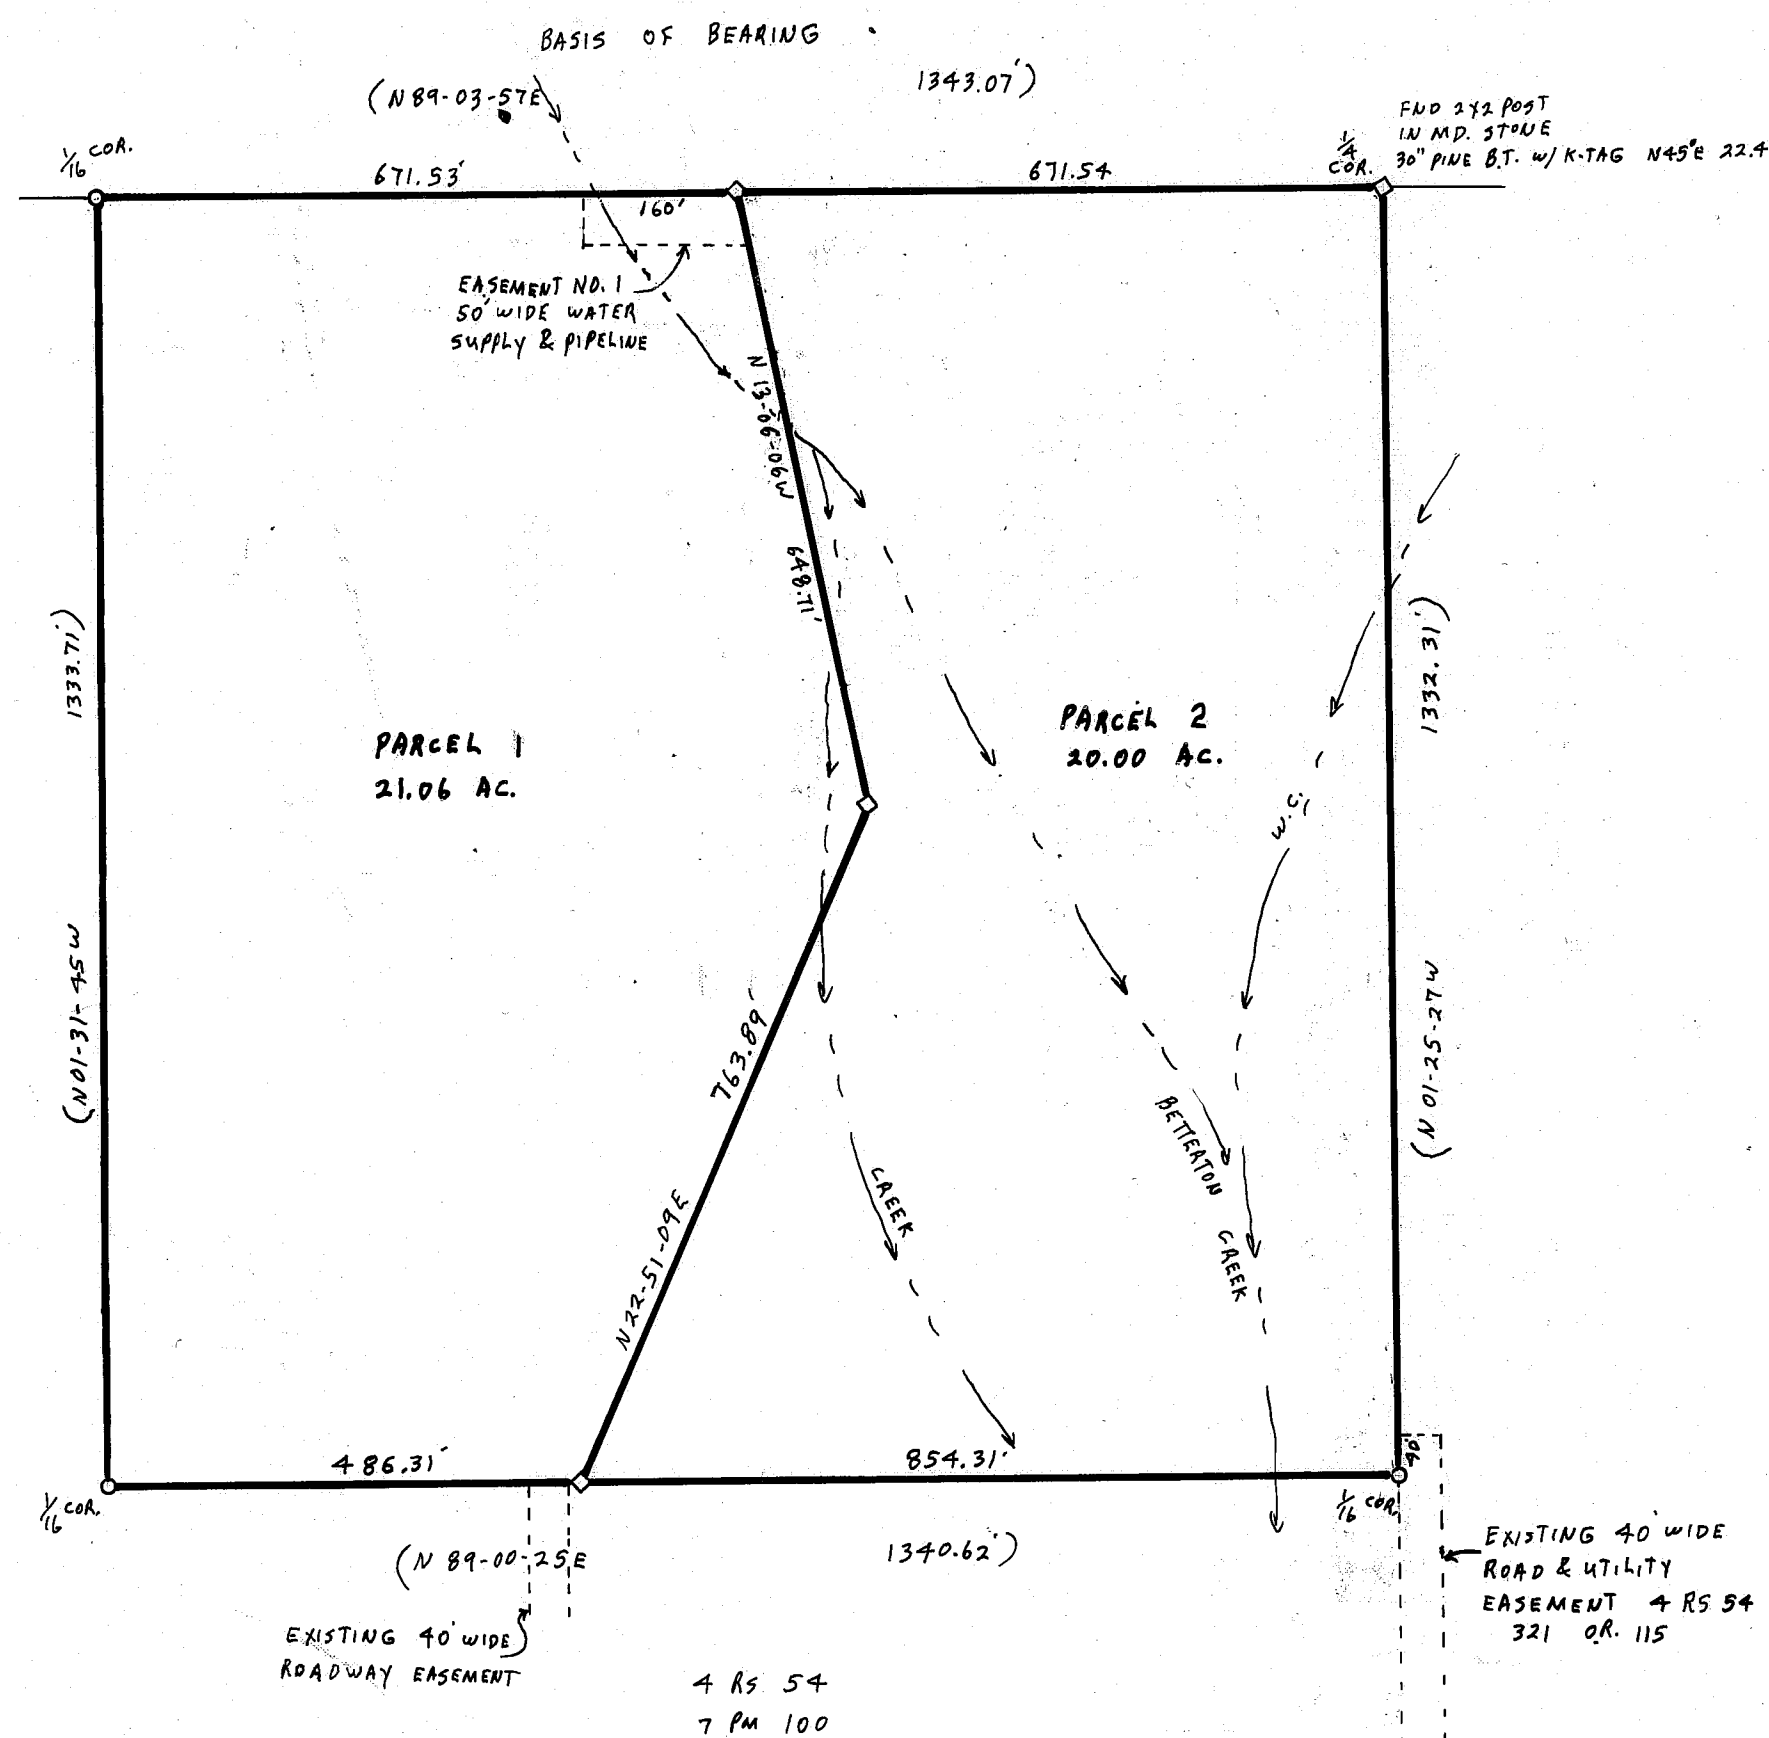 BASIS OF BEARING
(N89-03-57E 1343.07')
1/16 COR.
671.53'
671.54
1/4 COR.
FND 2x2 POST
IN MD. STONE
30" PINE B.T. w/ K-TAG N45°E 22.4
160'
EASEMENT NO. 1
50' WIDE WATER
SUPPLY & PIPELINE
N 13-06-06W
648.71'
1333.71')
(N01-31-45W
PARCEL 1
21.06 AC.
PARCEL 2
20.00 AC.
W.C.
1332.31')
(N 01-25-27W
763.89'
N22-51-09E
CREEK
BETTERTON CREEK
486.31'
854.31'
40'
1/16 COR.
1/16 COR.
(N 89-00-25E 1340.62')
EXISTING 40' WIDE
ROADWAY EASEMENT
EXISTING 40' WIDE
ROAD & UTILITY
EASEMENT 4 RS 54
321 O.R. 115
4 RS 54
7 PM 100